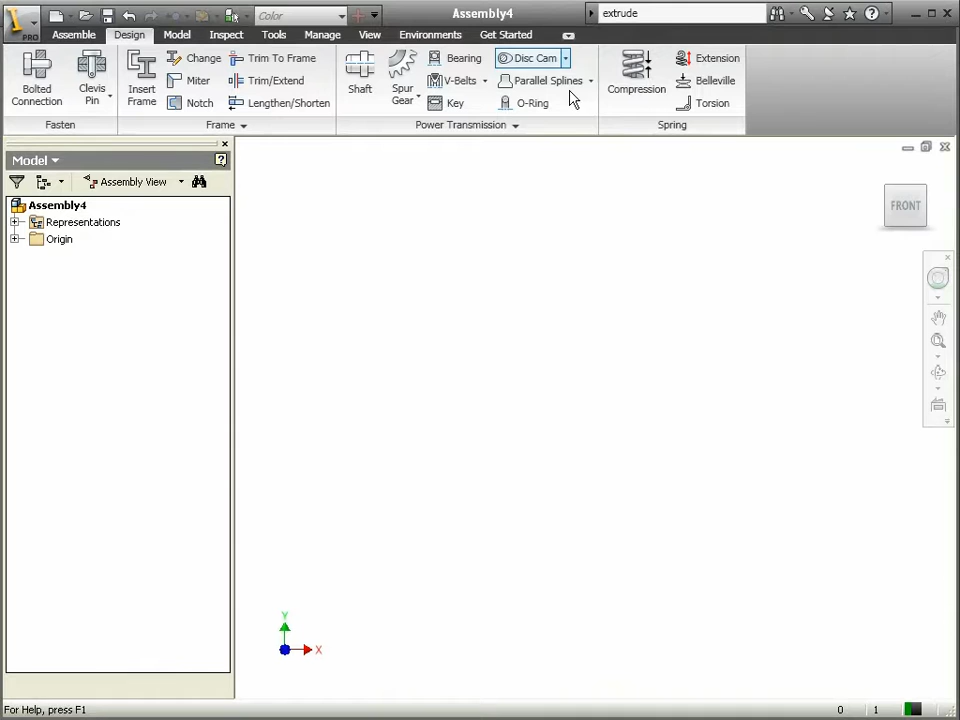 PRO
Color
Assembly4
extrude
Assemble Design Model Inspect Tools Manage View Environments Get Started
Bolted Connection
Clevis Pin
Insert Frame
Change
Miter
Notch
Trim To Frame
Trim/Extend
Lengthen/Shorten
Shaft
Spur Gear
Bearing
V-Belts
Key
Disc Cam
Parallel Splines
O-Ring
Compression
Extension
Belleville
Torsion
Fasten Frame Power Transmission Spring
Model
Assembly View
Assembly4
Representations
Origin
FRONT
Y
X
For Help, press F1
0 1